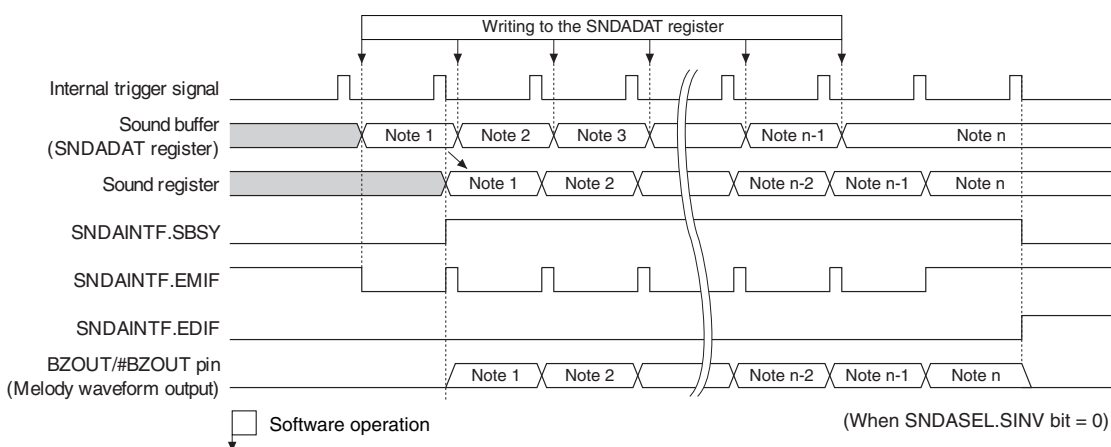 Writing to the SNDADAT register
Internal trigger signal
Sound buffer
(SNDADAT register)
Note 1 Note 2 Note 3 Note n-1 Note n
Sound register
Note 1 Note 2 Note n-2 Note n-1 Note n
SNDAINTF.SBSY
SNDAINTF.EMIF
SNDAINTF.EDIF
BZOUT/#BZOUT pin
(Melody waveform output)
Note 1 Note 2 Note n-2 Note n-1 Note n
Software operation
(When SNDASEL.SINV bit = 0)